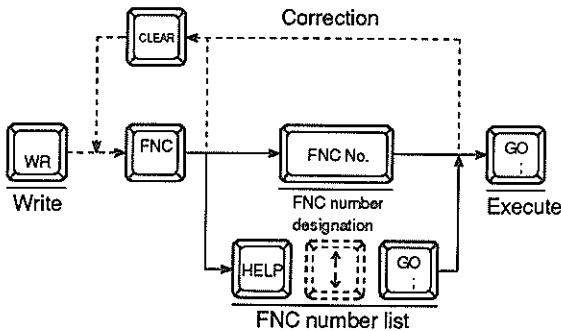 Correction
CLEAR
WR
FNC
FNC No.
GO
;
Write
FNC number
designation
Execute
HELP
GO
;
FNC number list